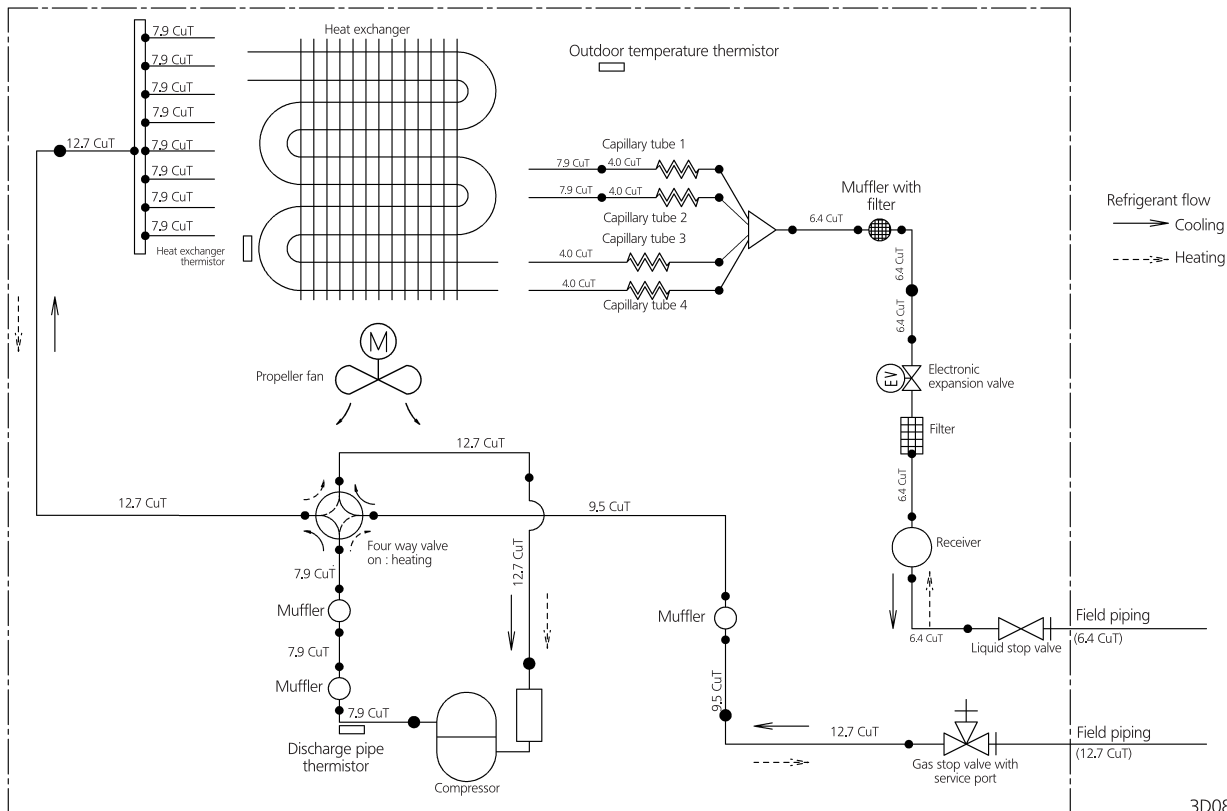 Heat exchanger
Outdoor temperature thermistor
7.9 CuT
7.9 CuT
7.9 CuT
7.9 CuT
7.9 CuT
7.9 CuT
7.9 CuT
7.9 CuT
12.7 CuT
Heat exchanger
thermistor
Capillary tube 1
7.9 CuT
4.0 CuT
7.9 CuT
4.0 CuT
Capillary tube 2
Capillary tube 3
4.0 CuT
4.0 CuT
Capillary tube 4
Muffler with
filter
6.4 CuT
6.4 CuT
6.4 CuT
Refrigerant flow
Cooling
Heating
M
Propeller fan
EV
Electronic
expansion valve
Filter
6.4 CuT
Receiver
12.7 CuT
12.7 CuT
9.5 CuT
12.7 CuT
Four way valve
on : heating
7.9 CuT
Muffler
7.9 CuT
Muffler
7.9 CuT
Discharge pipe
thermistor
Compressor
Muffler
9.5 CuT
6.4 CuT
Liquid stop valve
Field piping
(6.4 CuT)
12.7 CuT
Gas stop valve with
service port
Field piping
(12.7 CuT)
3D08